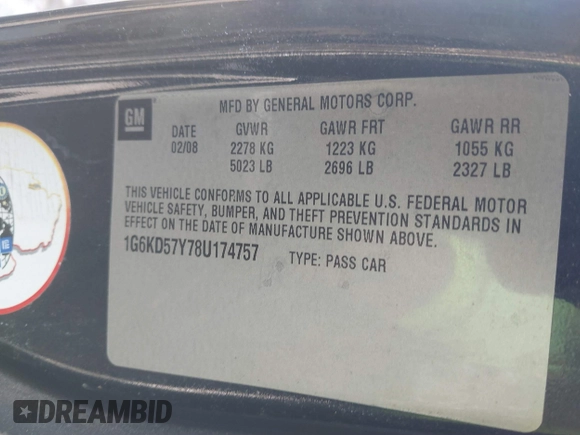 GM
MFD BY GENERAL MOTORS CORP.
DATE GVWR GAWR FRT GAWR RR
02/08 2278 KG 1223 KG 1055 KG
5023 LB 2696 LB 2327 LB
THIS VEHICLE CONFORMS TO ALL APPLICABLE U.S. FEDERAL MOTOR
VEHICLE SAFETY, BUMPER, AND THEFT PREVENTION STANDARDS IN
EFFECT ON THE DATE OF MANUFACTURE SHOWN ABOVE.
1G6KD57Y78U174757 TYPE: PASS CAR
DREAMBID